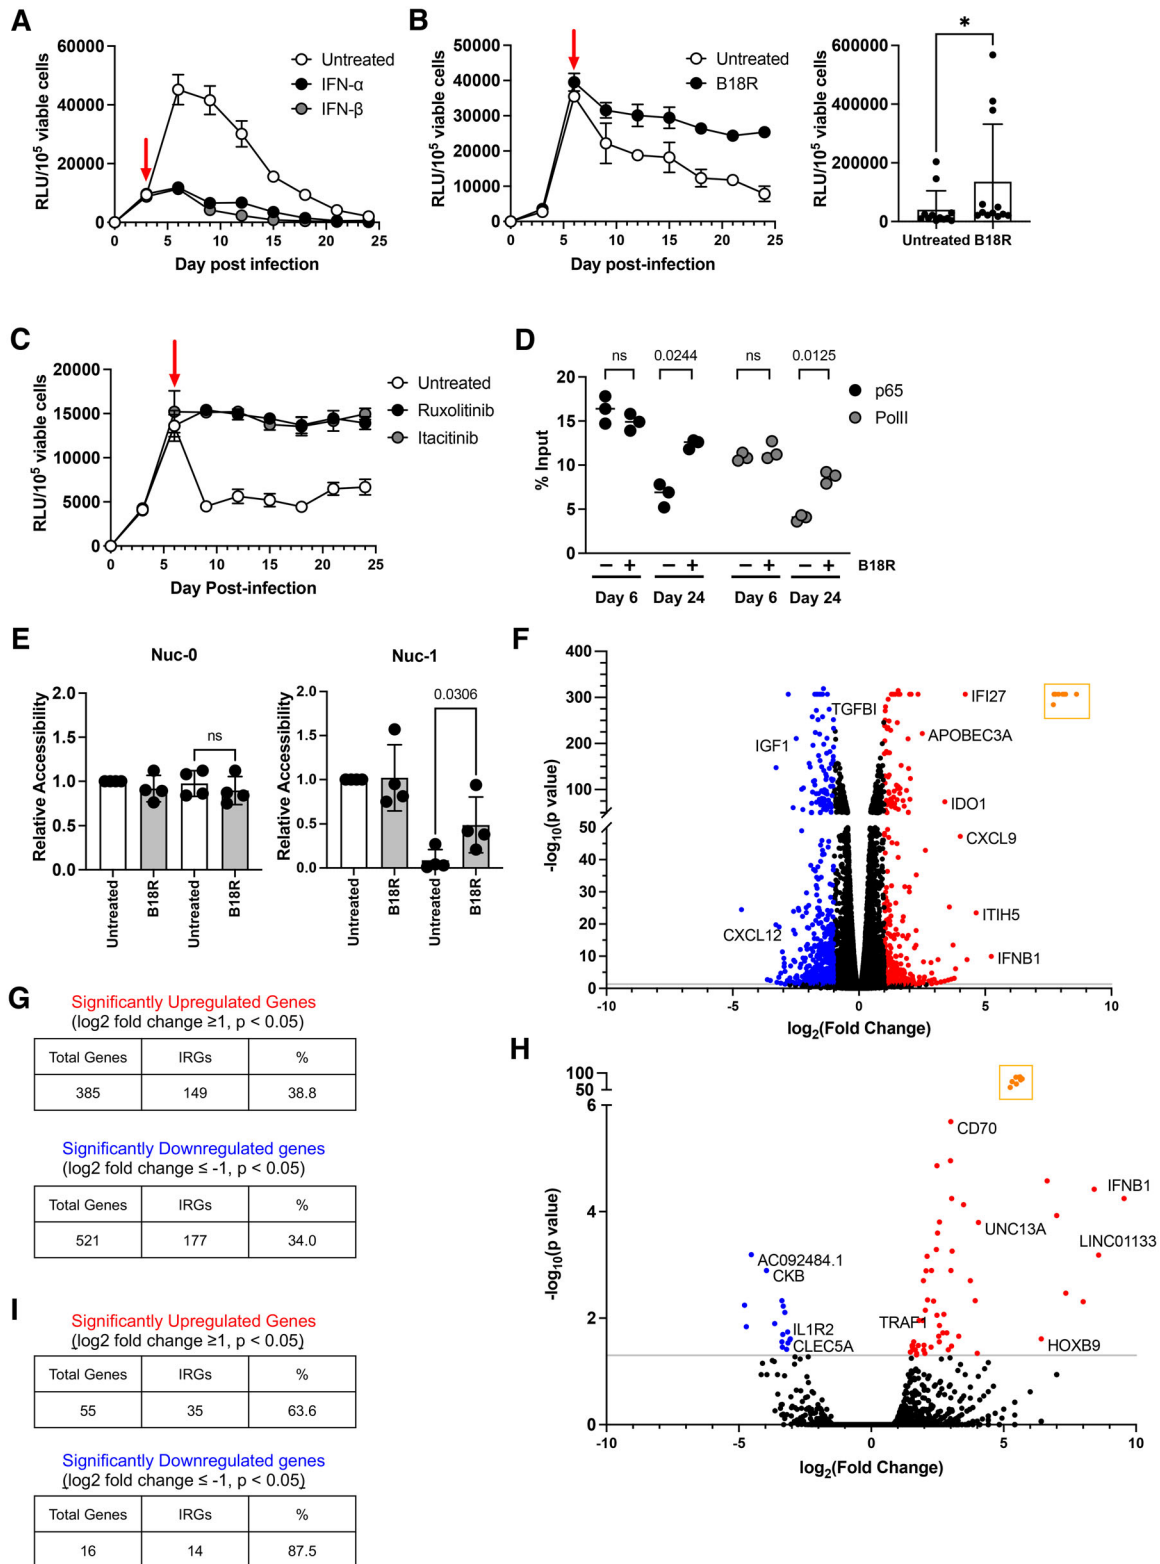 A
RLU/10⁵ viable cells
60000
40000
20000
0
0 5 10 15 20 25
Day post infection
Untreated
IFN-α
IFN-β
B
RLU/10⁵ viable cells
50000
40000
30000
20000
10000
0
0 5 10 15 20 25
Day post-infection
Untreated
B18R
RLU/10⁵ viable cells
600000
400000
200000
0
*
Untreated B18R
C
RLU/10⁵ viable cells
20000
15000
10000
5000
0
0 5 10 15 20 25
Day Post-infection
Untreated
Ruxolitinib
Itacitinib
D
% Input
20
15
10
5
0
ns 0.0244 ns 0.0125
p65
PolII
− + − + − + − + B18R
Day 6 Day 24 Day 6 Day 24
E
Nuc-0
Relative Accessibility
2.0
1.5
1.0
0.5
0.0
ns
Untreated
B18R
Untreated
B18R
Nuc-1
Relative Accessibility
2.0
1.5
1.0
0.5
0.0
0.0306
Untreated
B18R
Untreated
B18R
F
-log₁₀(p value)
400
300
200
100
50
40
30
20
10
0
-10 -5 0 5 10
log₂(Fold Change)
TGFBI
IGF1
CXCL12
IFI27
APOBEC3A
IDO1
CXCL9
ITIH5
IFNB1
G
Significantly Upregulated Genes
(log2 fold change ≥1, p < 0.05)
Total Genes IRGs %
385 149 38.8
Significantly Downregulated genes
(log2 fold change ≤ -1, p < 0.05)
Total Genes IRGs %
521 177 34.0
H
-log₁₀(p value)
100
50
6
4
2
0
-10 -5 0 5 10
log₂(Fold Change)
CD70
IFNB1
UNC13A
LINC01133
AC092484.1
CKB
TRAF1
IL1R2
CLEC5A
HOXB9
I
Significantly Upregulated Genes
(log2 fold change ≥1, p < 0.05)
Total Genes IRGs %
55 35 63.6
Significantly Downregulated genes
(log2 fold change ≤ -1, p < 0.05)
Total Genes IRGs %
16 14 87.5